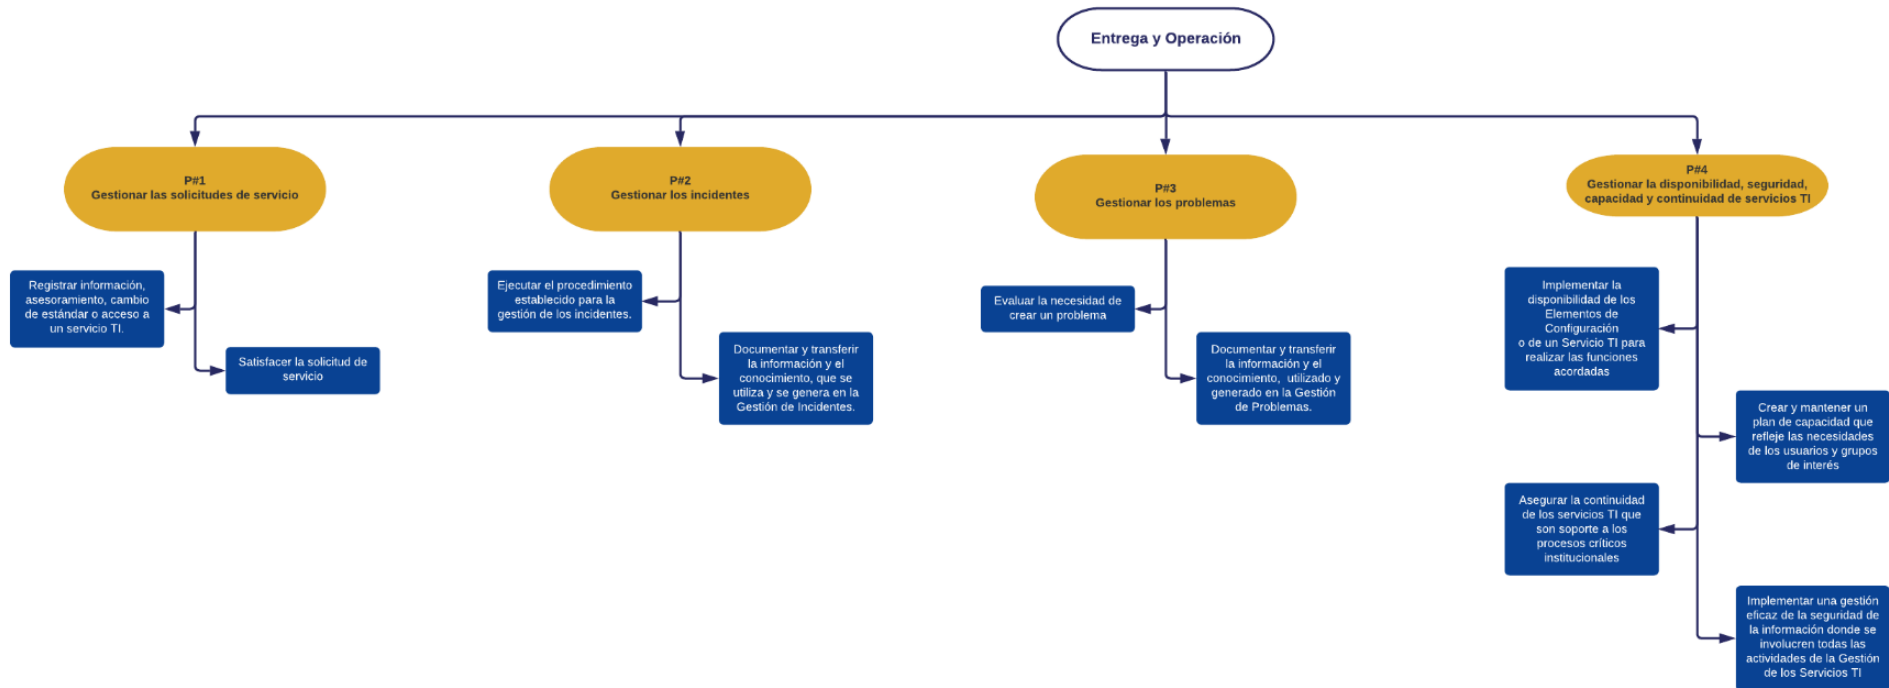 Entrega y Operación
P#1
Gestionar las solicitudes de servicio
Registrar información,
asesoramiento, cambio
de estándar o acceso a
un servicio TI.
Satisfacer la solicitud de
servicio
P#2
Gestionar los incidentes
Ejecutar el procedimiento
establecido para la
gestión de los incidentes.
Documentar y transferir
la información y el
conocimiento, que se
utiliza y se genera en la
Gestión de Incidentes.
P#3
Gestionar los problemas
Evaluar la necesidad de
crear un problema
Documentar y transferir
la información y el
conocimiento, utilizado y
generado en la Gestión
de Problemas.
P#4
Gestionar la disponibilidad, seguridad,
capacidad y continuidad de servicios TI
Implementar la
disponibilidad de los
Elementos de
Configuración
o de un Servicio TI para
realizar las funciones
acordadas
Crear y mantener un
plan de capacidad que
refleje las necesidades
de los usuarios y grupos
de interés
Asegurar la continuidad
de los servicios TI que
son soporte a los
procesos críticos
institucionales
Implementar una gestión
eficaz de la seguridad de
la información donde se
involucren todas las
actividades de la Gestión
de los Servicios TI